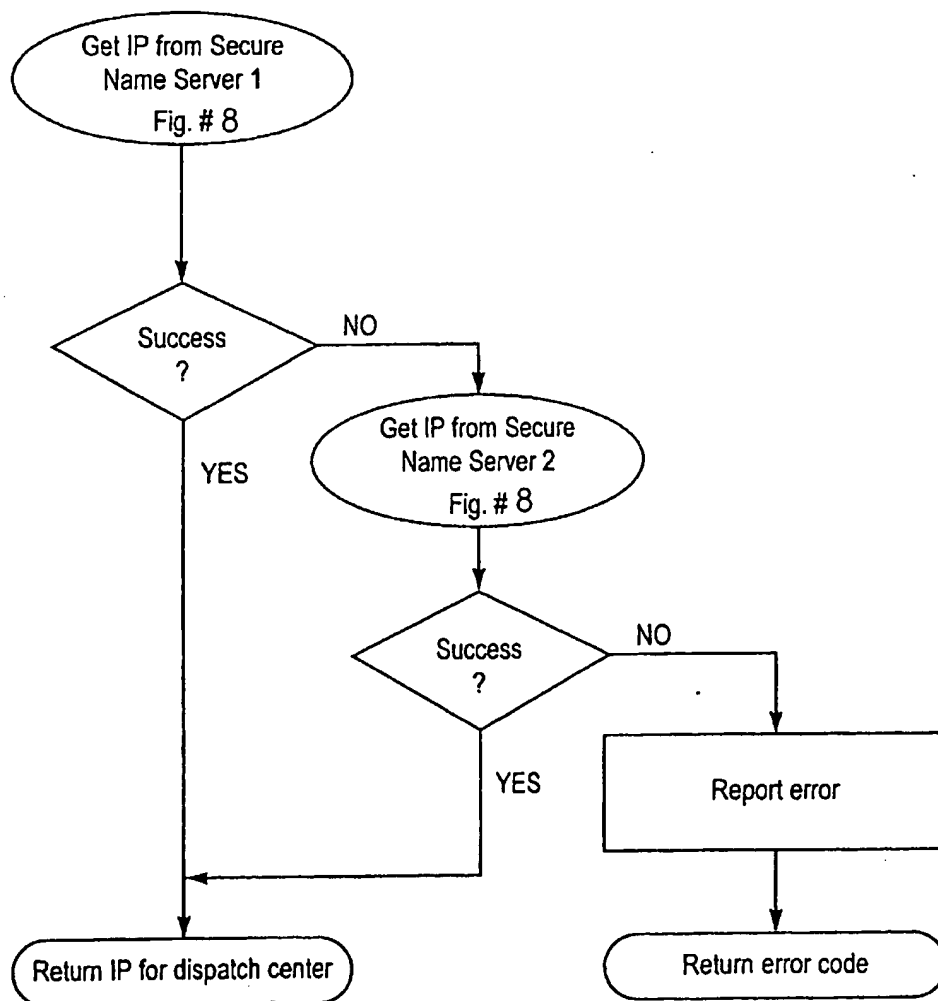 Get IP from Secure
Name Server 1
Fig. # 8
Success
?
NO
YES
Get IP from Secure
Name Server 2
Fig. # 8
Success
?
NO
YES
Report error
Return IP for dispatch center
Return error code